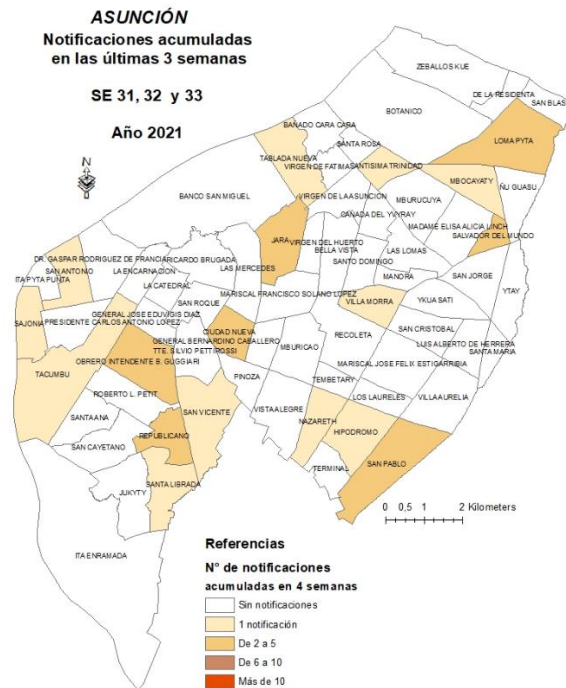 ASUNCIÓN
Notificaciones acumuladas
en las últimas 3 semanas
SE 31, 32 y 33
Año 2021
N
ZEBALLOS KUE
DE LA RESIDENTA
SAN BLAS
BOTANICO
LOMA PYTA
BAÑADO CARA CARA
SANTA ROSA
TABLADA NUEVA
VIRGEN DE FATIMA
SANTISIMA TRINIDAD
MBOCAYATY
ÑU GUASU
BANCO SAN MIGUEL
VIRGEN DE LA ASUNCION
MBURUCUYA
CAÑADA DEL YVYRAY
MADAME ELISA ALICIA LINCH
SALVADOR DEL MUNDO
JARA
VIRGEN DEL HUERTO
BELLA VISTA
LAS LOMAS
SANTO DOMINGO
MANORA
SAN JORGE
YTAY
DR. GASPAR RODRIGUEZ DE FRANCIA
RICARDO BRUGADA
SAN ANTONIO
LA ENCARNACION
LAS MERCEDES
ITA PYTA PUNTA
LA CATEDRAL
MARISCAL FRANCISCO SOLANO LOPEZ
YKUA SATI
SAN ROQUE
VILLA MORRA
GENERAL JOSE EDUVIGIS DIAZ
SAJONIA
PRESIDENTE CARLOS ANTONIO LOPEZ
CIUDAD NUEVA
GENERAL BERNARDINO CABALLERO
RECOLETA
SAN CRISTOBAL
LUIS ALBERTO DE HERRERA
SANTA MARIA
TTE. SILVIO PETTIROSSI
MBURICAO
OBRERO INTENDENTE B. GUGGIARI
MARISCAL JOSE FELIX ESTIGARRIBIA
TACUMBU
PINOZA
TEMBETARY
ROBERTO L. PETIT
LOS LAURELES
VILLA AURELIA
SANTA ANA
SAN VICENTE
VISTA ALEGRE
NAZARETH
HIPODROMO
REPUBLICANO
SAN CAYETANO
SAN PABLO
TERMINAL
SANTA LIBRADA
JUKYTY
ITA ENRAMADA
0 0,5 1 2 Kilometers
Referencias
N° de notificaciones
acumuladas en 4 semanas
Sin notificaciones
1 notificación
De 2 a 5
De 6 a 10
Más de 10